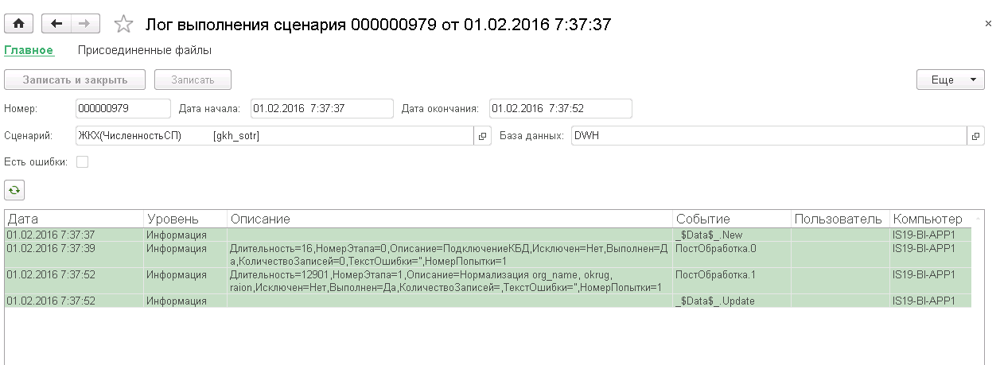 Лог выполнения сценария 000000979 от 01.02.2016 7:37:37
Главное Присоединенные файлы
Записать и закрыть Записать Еще
Номер: 000000979 Дата начала: 01.02.2016 7:37:37 Дата окончания: 01.02.2016 7:37:52
Сценарий: ЖКХ(ЧисленностьСП) [gkh_sotr] База данных: DWH
Есть ошибки:
Дата Уровень Описание Событие Пользователь Компьютер
01.02.2016 7:37:37 Информация _$Data$_.New IS19-BI-APP1
01.02.2016 7:37:39 Информация Длительность=16,НомерЭтапа=0,Описание=ПодключениеКБД,Исключен=Нет,Выполнен=Д ПостОбработка.0 IS19-BI-APP1
а,КоличествоЗаписей=0,ТекстОшибки='',НомерПопытки=1
01.02.2016 7:37:52 Информация Длительность=12901,НомерЭтапа=1,Описание=Нормализация org_name, okrug, ПостОбработка.1 IS19-BI-APP1
raion,Исключен=Нет,Выполнен=Да,КоличествоЗаписей=,ТекстОшибки='',НомерПопытки=1
01.02.2016 7:37:52 Информация _$Data$_.Update IS19-BI-APP1